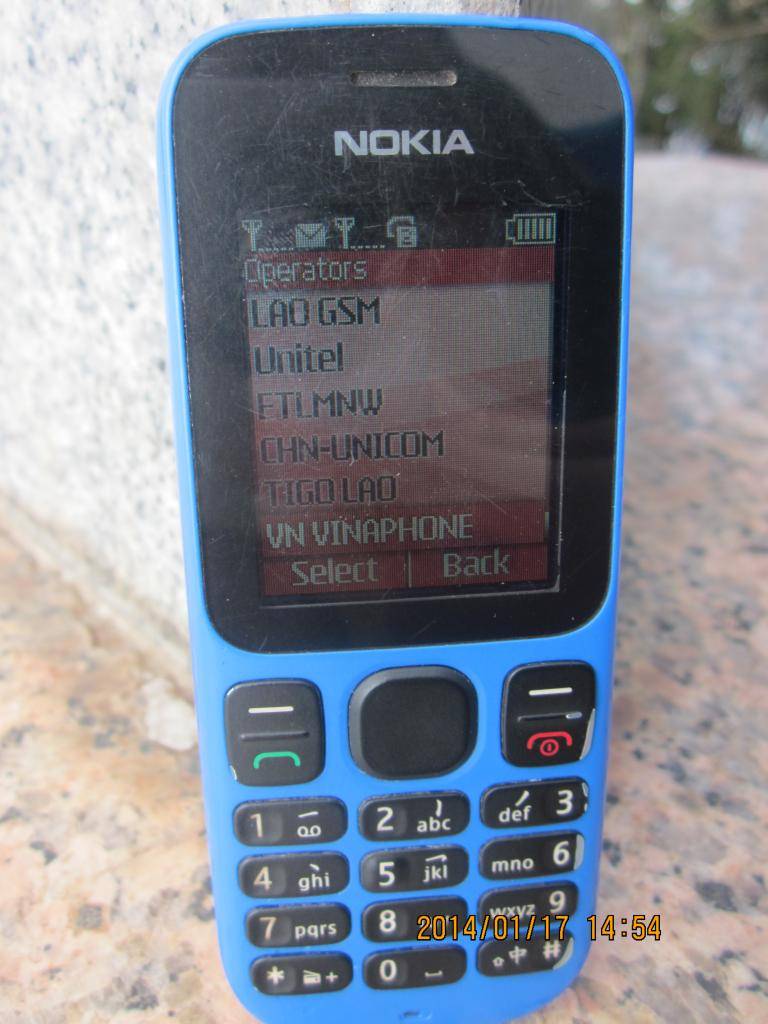 NOKIA
Operators
LAO GSM
Unitel
ETLMNW
CHN-UNICOM
TIGO LAO
VN VINAPHONE
Select | Back
1
2 abc
def 3
4 ghi
5 jkl
mno 6
7 pqrs
8
wxyz 9
* +
0
中 #
2014/01/17 14:54